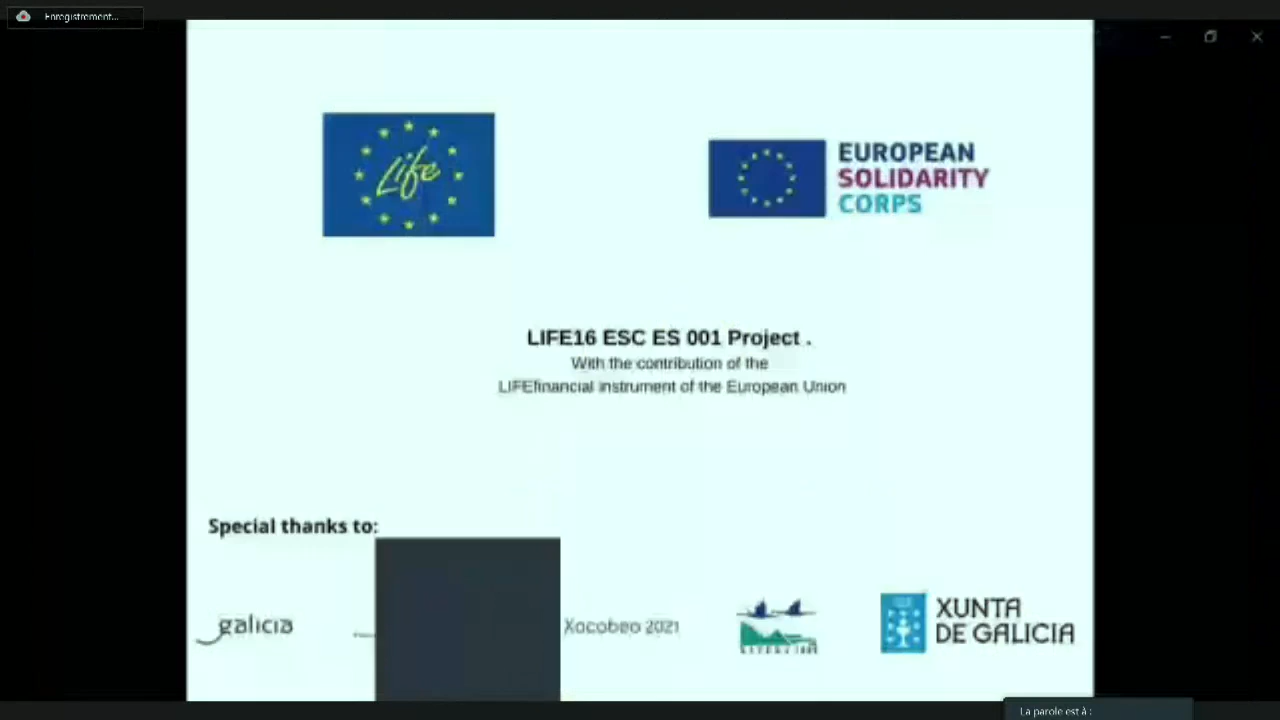 Enregistrement...
Life
EUROPEAN
SOLIDARITY
CORPS
LIFE16 ESC ES 001 Project .
With the contribution of the
LIFEfinancial instrument of the European Union
Special thanks to:
galicia
Xacobeo 2021
XUNTA
DE GALICIA
La parole est à :